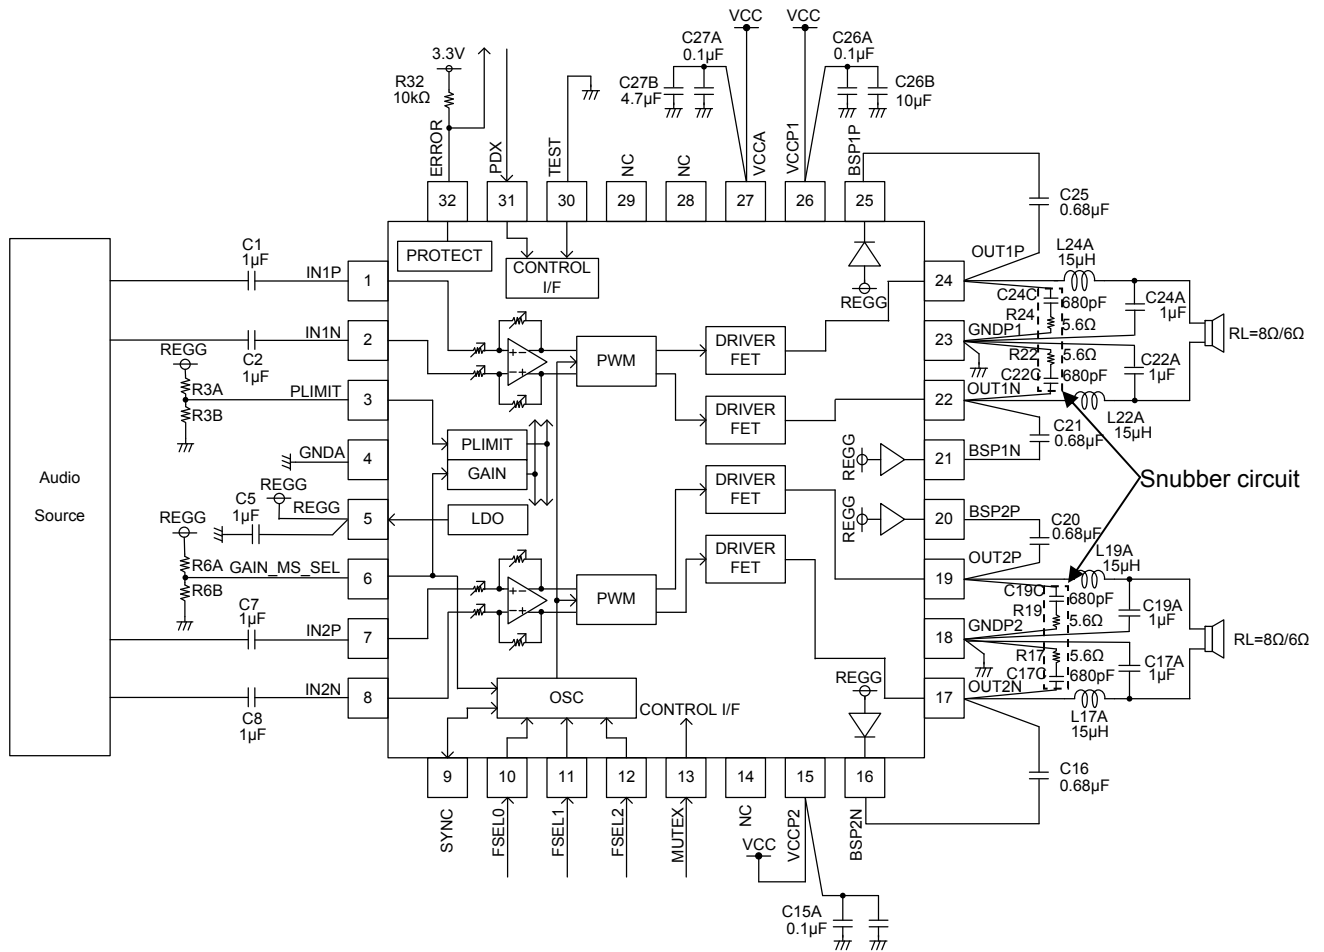 VCC
VCC
C27A
0.1µF
C26A
0.1µF
3.3V
R32
10kΩ
C27B
4.7µF
C26B
10µF
ERROR
PDX
TEST
NC
NC
VCCA
VCCP1
BSP1P
32
31
30
29
28
27
26
25
C25
0.68µF
PROTECT
CONTROL
I/F
REGG
Audio
Source
C1
1µF
IN1P
1
C2
1µF
IN1N
2
REGG
R3A
R3B
PLIMIT
3
GNDA
4
REGG
C5
1µF
REGG
5
REGG
R6A
R6B
GAIN_MS_SEL
6
C7
1µF
IN2P
7
C8
1µF
IN2N
8
+−
−+
PWM
DRIVER
FET
DRIVER
FET
PLIMIT
GAIN
LDO
DRIVER
FET
DRIVER
FET
+−
−+
PWM
OSC
CONTROL I/F
REGG
REGG
REGG
24
OUT1P
L24A
15µH
C24C
680pF
C24A
1µF
R24
5.6Ω
23
GNDP1
RL=8Ω/6Ω
R22
5.6Ω
C22C
680pF
C22A
1µF
22
OUT1N
L22A
15µH
C21
0.68µF
21
BSP1N
Snubber circuit
20
BSP2P
C20
0.68µF
19
OUT2P
L19A
15µH
C19C
680pF
C19A
1µF
R19
5.6Ω
18
GNDP2
RL=8Ω/6Ω
R17
5.6Ω
C17C
680pF
C17A
1µF
17
OUT2N
L17A
15µH
C16
0.68µF
9
10
11
12
13
14
15
16
SYNC
FSEL0
FSEL1
FSEL2
MUTEX
NC
VCCP2
BSP2N
VCC
C15A
0.1µF